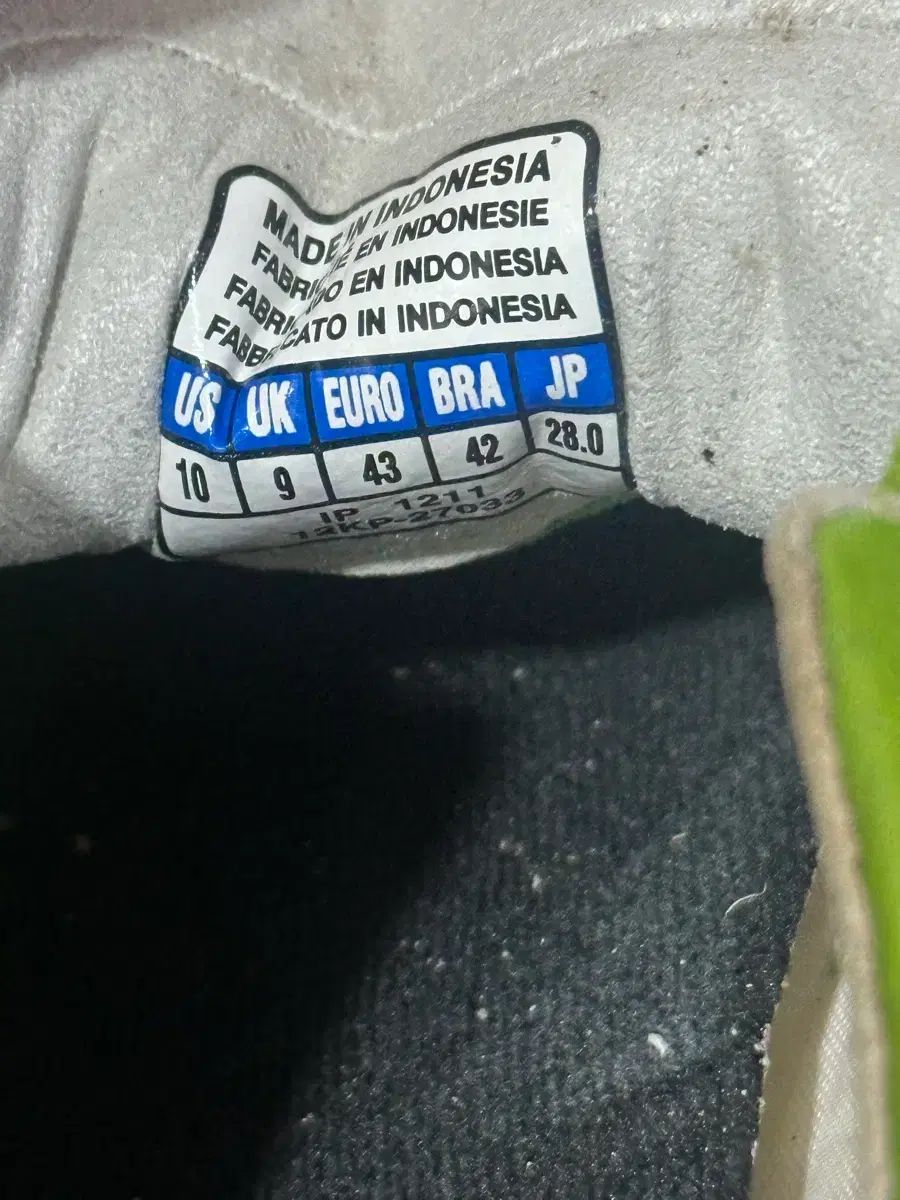 MADE IN INDONESIA
EN INDONESIE
EN INDONESIA
IN INDONESIA
US UK EURO BRA JP
10 9 43 42 28.0
IP 1211
12KP-27033